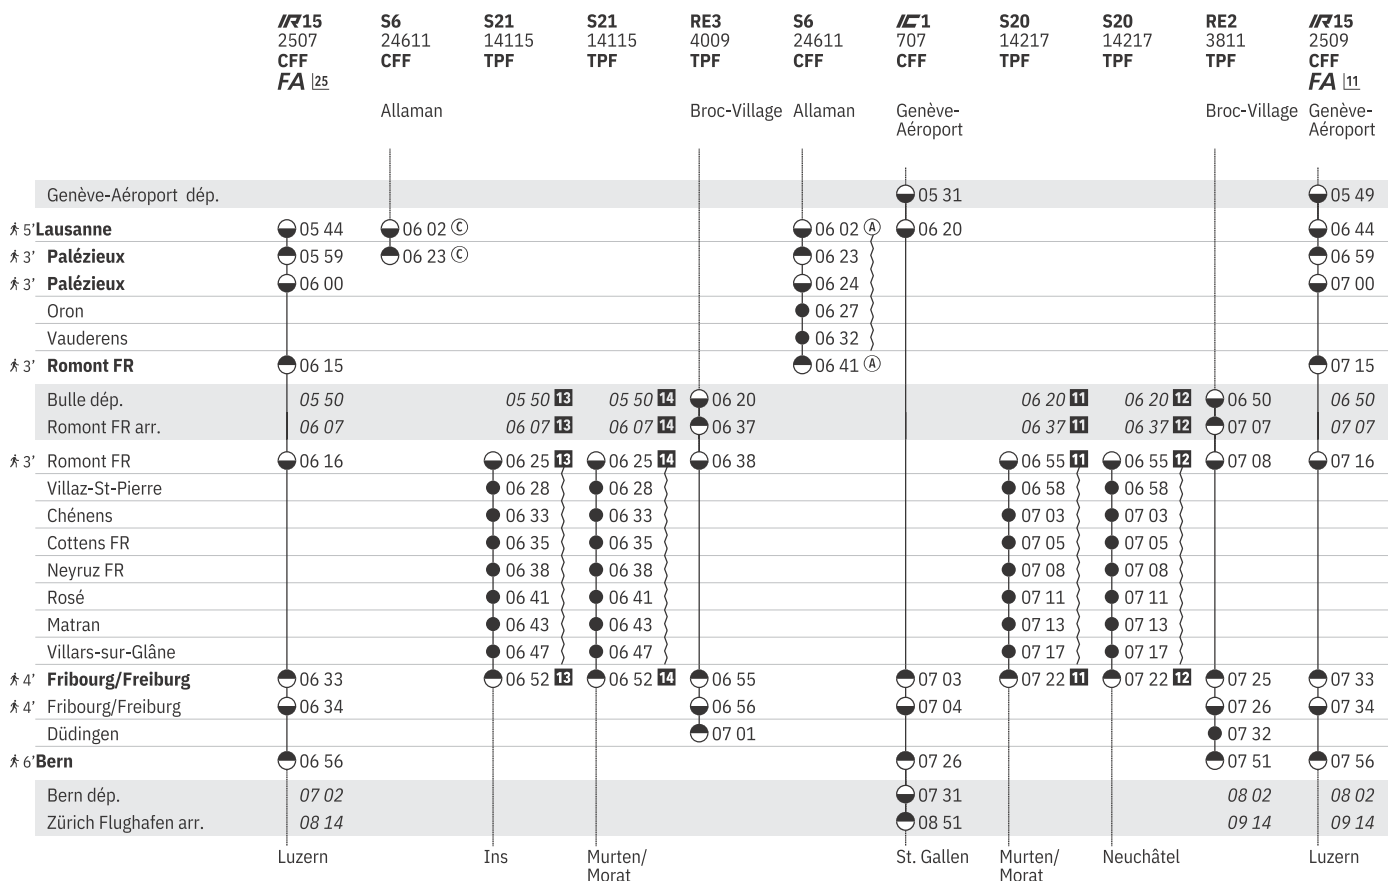 IR15 S6 S21 S21 RE3 S6 IC1 S20 S20 RE2 IR15
2507 24611 14115 14115 4009 24611 707 14217 14217 3811 2509
CFF CFF TPF TPF TPF CFF CFF TPF TPF TPF CFF
FA 25 FA 11
Allaman Broc-Village Allaman Genève- Broc-Village Genève-
Aéroport Aéroport
Genève-Aéroport dép. 05 31 05 49
5' Lausanne 05 44 06 02 C 06 02 A 06 20 06 44
3' Palézieux 05 59 06 23 C 06 23 06 59
3' Palézieux 06 00 06 24 07 00
Oron 06 27
Vauderens 06 32
3' Romont FR 06 15 06 41 A 07 15
Bulle dép. 05 50 05 50 13 05 50 14 06 20 06 20 11 06 20 12 06 50 06 50
Romont FR arr. 06 07 06 07 13 06 07 14 06 37 06 37 11 06 37 12 07 07 07 07
3' Romont FR 06 16 06 25 13 06 25 14 06 38 06 55 11 06 55 12 07 08 07 16
Villaz-St-Pierre 06 28 06 28 06 58 06 58
Chénens 06 33 06 33 07 03 07 03
Cottens FR 06 35 06 35 07 05 07 05
Neyruz FR 06 38 06 38 07 08 07 08
Rosé 06 41 06 41 07 11 07 11
Matran 06 43 06 43 07 13 07 13
Villars-sur-Glâne 06 47 06 47 07 17 07 17
4' Fribourg/Freiburg 06 33 06 52 13 06 52 14 06 55 07 03 07 22 11 07 22 12 07 25 07 33
4' Fribourg/Freiburg 06 34 06 56 07 04 07 26 07 34
Düdingen 07 01 07 32
6' Bern 06 56 07 26 07 51 07 56
Bern dép. 07 02 07 31 08 02 08 02
Zürich Flughafen arr. 08 14 08 51 09 14 09 14
Luzern Ins Murten/ St. Gallen Murten/ Neuchâtel Luzern
Morat Morat